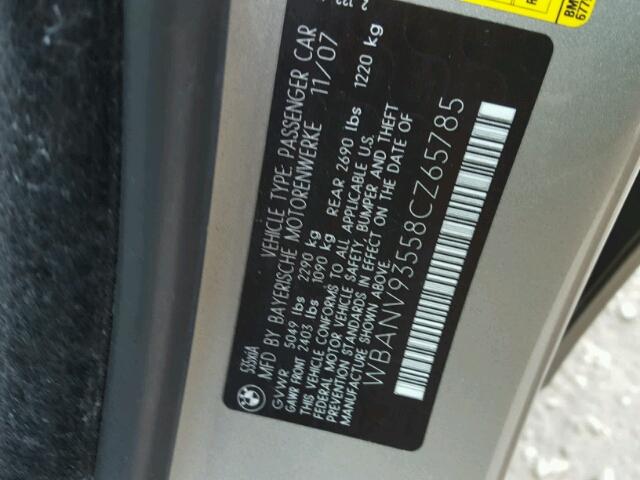 535xiA
VEHICLE TYPE: PASSENGER CAR
MFD BY BAYERISCHE MOTORENWERKE 11/07
GVWR 5049 lbs 2290 kg
GAWR FRONT 2403 lbs 1090 kg REAR 2690 lbs 1220 kg
THIS VEHICLE CONFORMS TO ALL APPLICABLE U.S.
FEDERAL MOTOR VEHICLE SAFETY, BUMPER AND THEFT
PREVENTION STANDARDS IN EFFECT ON THE DATE OF
MANUFACTURE SHOWN ABOVE
WBANV93558CZ65785